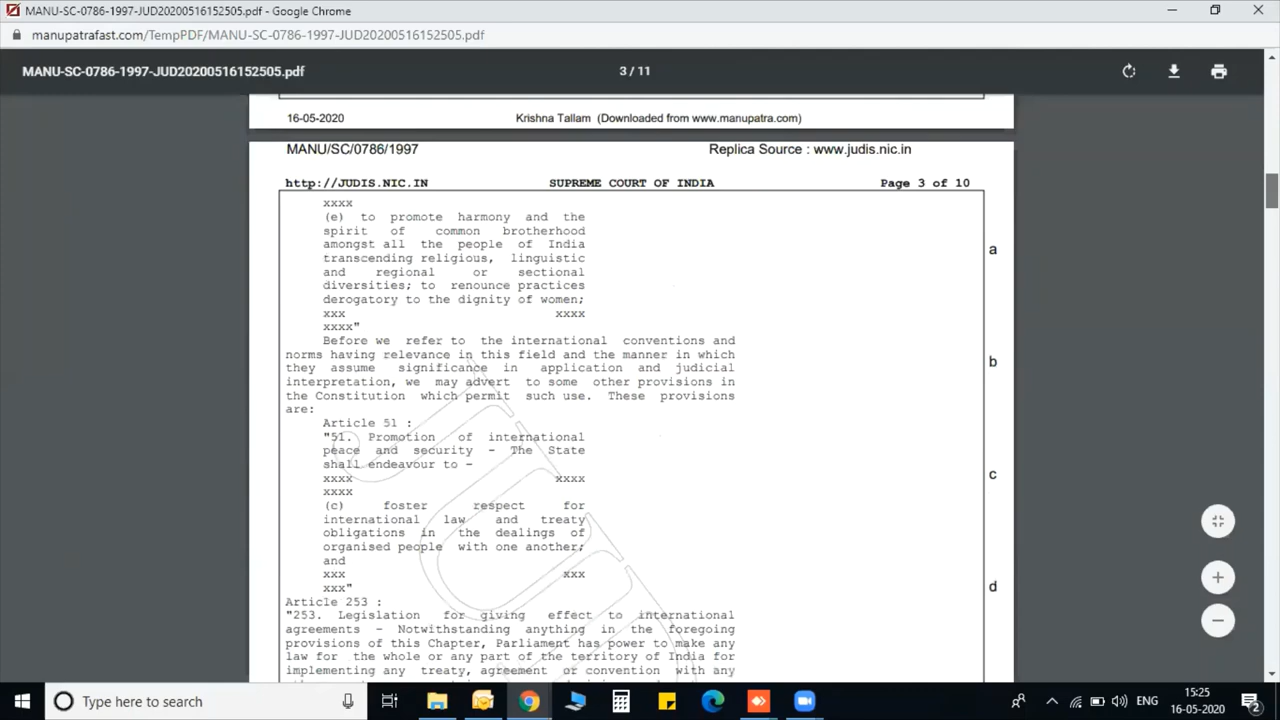 MANU-SC-0786-1997-JUD20200516152505.pdf - Google Chrome
manupatrafast.com/TempPDF/MANU-SC-0786-1997-JUD20200516152505.pdf
MANU-SC-0786-1997-JUD20200516152505.pdf 3 / 11
16-05-2020 Krishna Tallam (Downloaded from www.manupatra.com)
MANU/SC/0786/1997 Replica Source : www.judis.nic.in
http://JUDIS.NIC.IN SUPREME COURT OF INDIA Page 3 of 10
xxxx
(e) to promote harmony and the
spirit of common brotherhood
amongst all the people of India
transcending religious, linguistic
and regional or sectional
diversities; to renounce practices
derogatory to the dignity of women;
xxx xxxx
xxxx"
Before we refer to the international conventions and
norms having relevance in this field and the manner in which
they assume significance in application and judicial
interpretation, we may advert to some other provisions in
the Constitution which permit such use. These provisions
are:
Article 51 :
"51. Promotion of international
peace and security - The State
shall endeavour to -
xxxx xxxx
xxxx
(c) foster respect for
international law and treaty
obligations in the dealings of
organised people with one another;
and
xxx xxx
xxx"
Article 253 :
"253. Legislation for giving effect to international
agreements - Notwithstanding anything in the foregoing
provisions of this Chapter, Parliament has power to make any
law for the whole or any part of the territory of India for
implementing any treaty, agreement or convention with any
a
b
c
d
JUD
Type here to search
ENG
15:25
16-05-2020
2